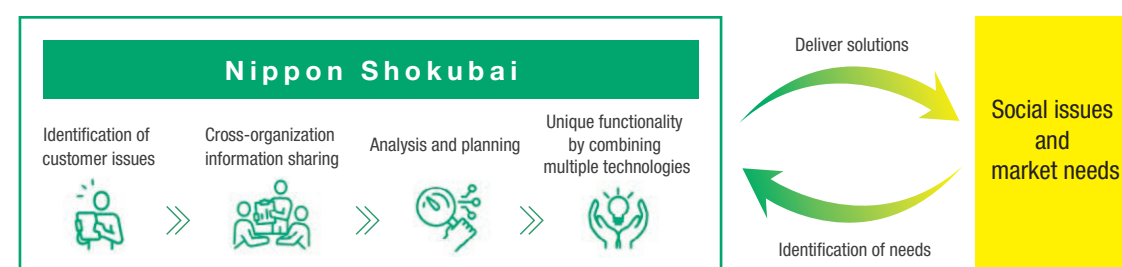 Nippon Shokubai
Identification of
customer issues
Cross-organization
information sharing
Analysis and planning
Unique functionality
by combining
multiple technologies
Deliver solutions
Identification of needs
Social issues
and
market needs